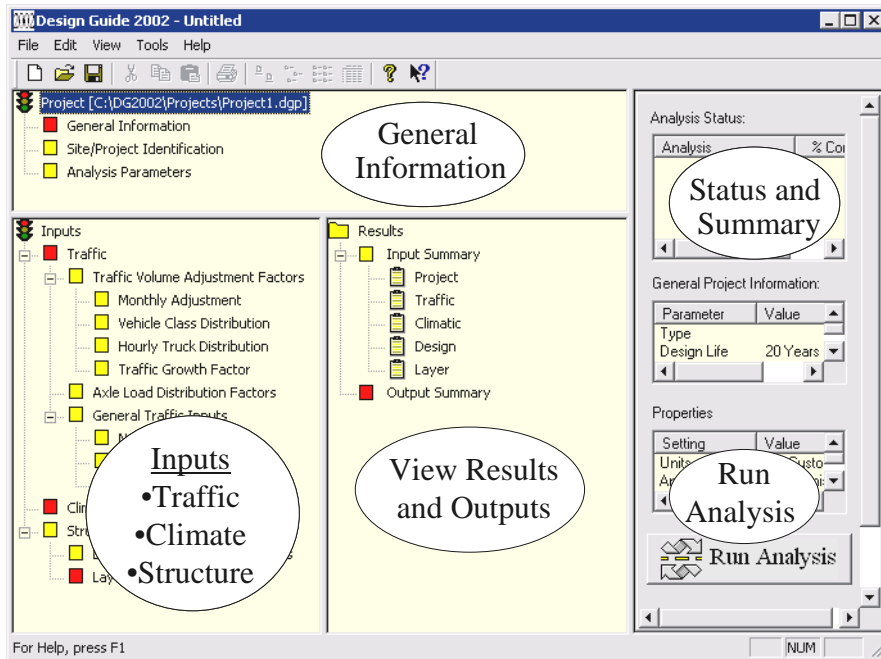 Design Guide 2002 - Untitled
File Edit View Tools Help
Project [C:\DG2002\Projects\Project1.dgp]
General Information
Site/Project Identification
Analysis Parameters
General
Information
Inputs
Traffic
Traffic Volume Adjustment Factors
Monthly Adjustment
Vehicle Class Distribution
Hourly Truck Distribution
Traffic Growth Factor
Axle Load Distribution Factors
General Traffic Inputs
Inputs
•Traffic
•Climate
•Structure
Results
Input Summary
Project
Traffic
Climatic
Design
Layer
Output Summary
View Results
and Outputs
Analysis Status:
Analysis % Co
Status and
Summary
General Project Information:
Parameter Value
Type
Design Life 20 Years
Properties
Setting Value
Units
Run
Analysis
Run Analysis
For Help, press F1
NUM